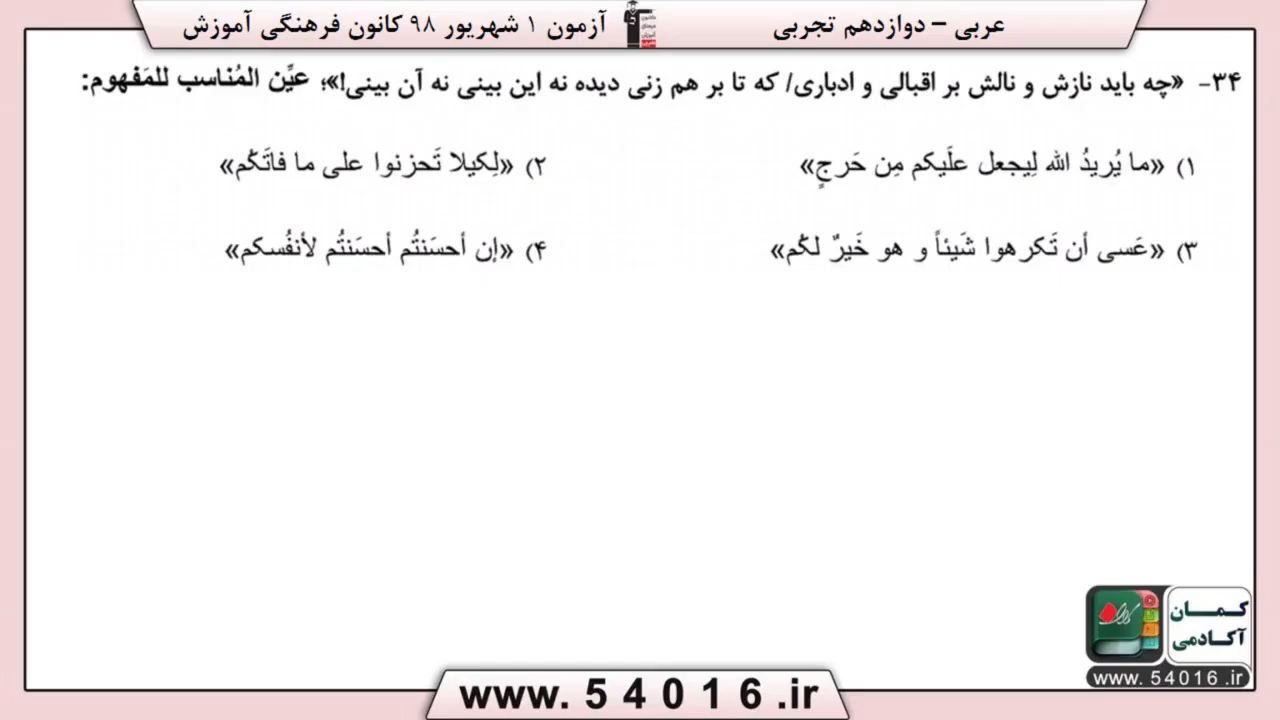 عربی – دوازدهم تجربی
آزمون ۱ شهریور ۹۸ کانون فرهنگی آموزش
۳۴- «چه باید نازش و نالش بر اقبالی و ادباری/ که تا بر هم زنی دیده نه این بینی نه آن بینی!»؛ عیِّن المُناسب للمَفهوم:
۱) «ما یُریدُ الله لِیجعل علَیکم مِن حَرجٍ»
۲) «لِکیلا تَحزنوا علی ما فاتَکُم»
۳) «عَسی أن تَکرهوا شَیئاً و هو خَیرٌ لکُم»
۴) «إن أحسَنتُم أحسَنتُم لأنفُسکم»
کمان
آکادمی
www. 54016 .ir
www. 5 4 0 1 6 .ir